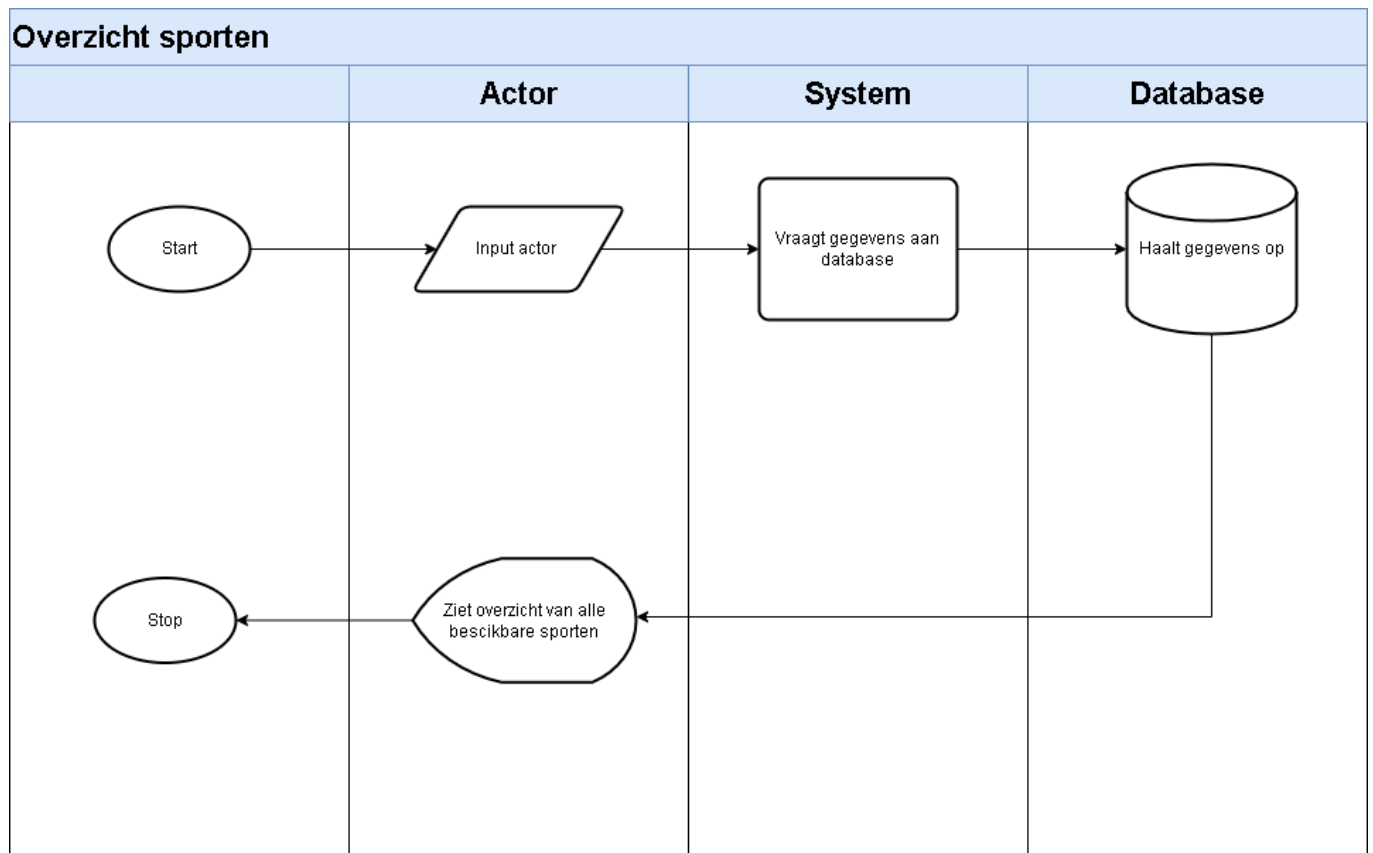 Overzicht sporten
Actor
System
Database
Start
Input actor
Vraagt gegevens aan
database
Haalt gegevens op
Stop
Ziet overzicht van alle
bescikbare sporten